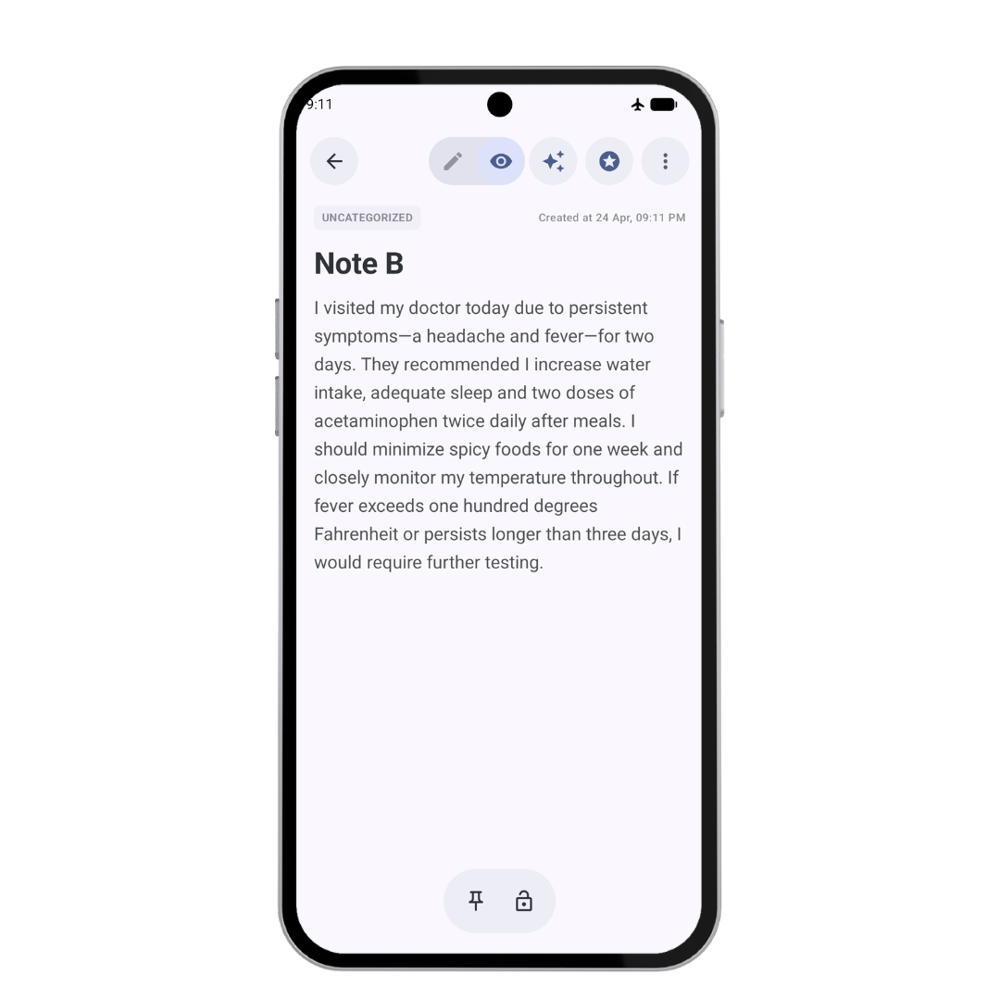 9:11
UNCATEGORIZED
Created at 24 Apr, 09:11 PM
Note B
I visited my doctor today due to persistent
symptoms—a headache and fever—for two
days. They recommended I increase water
intake, adequate sleep and two doses of
acetaminophen twice daily after meals. I
should minimize spicy foods for one week and
closely monitor my temperature throughout. If
fever exceeds one hundred degrees
Fahrenheit or persists longer than three days, I
would require further testing.